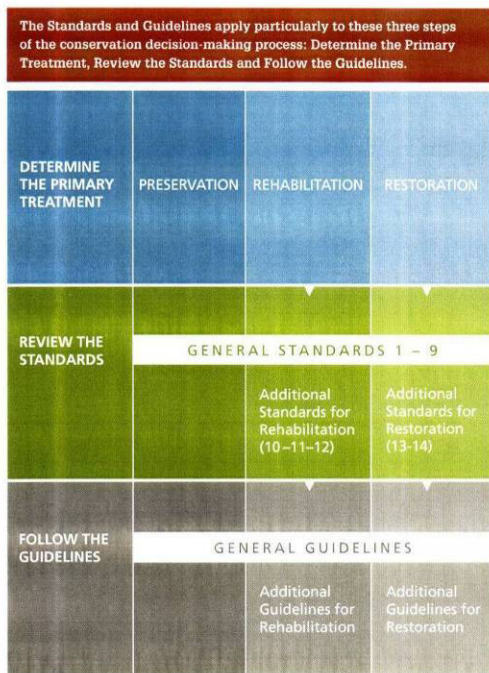 The Standards and Guidelines apply particularly to these three steps
of the conservation decision-making process: Determine the Primary
Treatment, Review the Standards and Follow the Guidelines.
DETERMINE
THE PRIMARY
TREATMENT
PRESERVATION
REHABILITATION
RESTORATION
REVIEW THE
STANDARDS
GENERAL STANDARDS 1 – 9
Additional
Standards for
Rehabilitation
(10–11–12)
Additional
Standards for
Restoration
(13-14)
FOLLOW THE
GUIDELINES
GENERAL GUIDELINES
Additional
Guidelines for
Rehabilitation
Additional
Guidelines for
Restoration